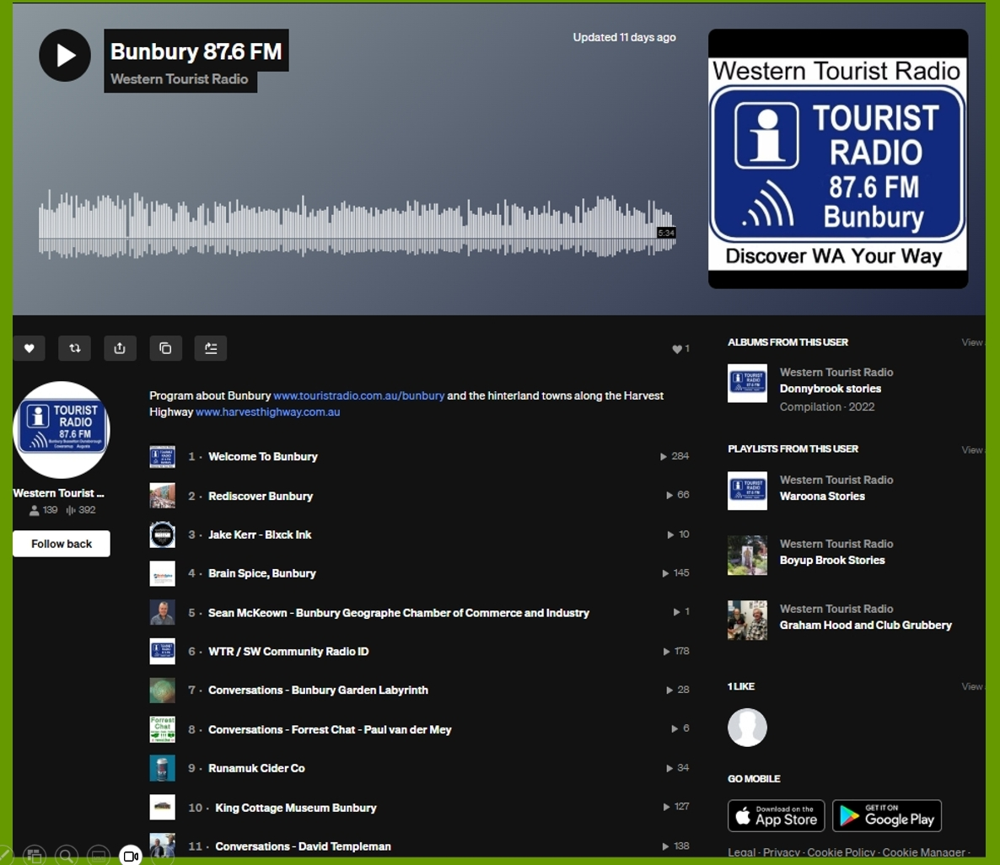 Bunbury 87.6 FM
Western Tourist Radio
Updated 11 days ago
5:34
Western Tourist Radio
i TOURIST
RADIO
87.6 FM
Bunbury
Discover WA Your Way
1
TOURIST
RADIO
87.6 FM
Western Tourist ...
139 392
Follow back
Program about Bunbury www.touristradio.com.au/bunbury and the hinterland towns along the Harvest
Highway www.harvesthighway.com.au
1 · Welcome To Bunbury 284
2 · Rediscover Bunbury 66
3 · Jake Kerr - Blxck Ink 10
4 · Brain Spice, Bunbury 145
5 · Sean McKeown - Bunbury Geographe Chamber of Commerce and Industry 1
6 · WTR / SW Community Radio ID 178
7 · Conversations - Bunbury Garden Labyrinth 28
Forrest
Chat
8 · Conversations - Forrest Chat - Paul van der Mey 6
9 · Runamuk Cider Co 34
10 · King Cottage Museum Bunbury 127
11 · Conversations - David Templeman 138
ALBUMS FROM THIS USER View
Western Tourist Radio
Donnybrook stories
Compilation · 2022
PLAYLISTS FROM THIS USER View
Western Tourist Radio
Waroona Stories
Western Tourist Radio
Boyup Brook Stories
Western Tourist Radio
Graham Hood and Club Grubbery
1 LIKE View
GO MOBILE
Download on the
App Store
GET IT ON
Google Play
Legal · Privacy · Cookie Policy · Cookie Manager ·